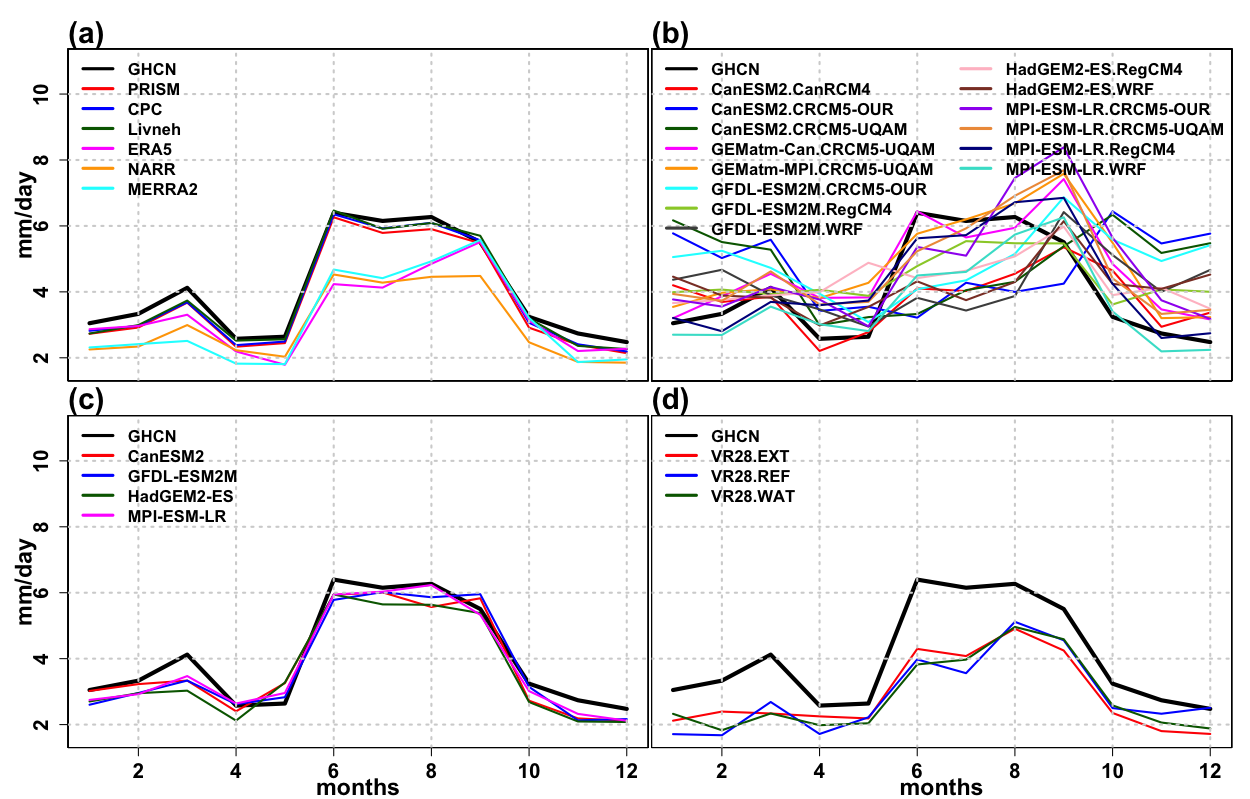 (a)
(b)
GHCN
PRISM
CPC
Livneh
ERA5
NARR
MERRA2
10
8
6
4
2
mm/day
GHCN
CanESM2.CanRCM4
CanESM2.CRCM5-OUR
CanESM2.CRCM5-UQAM
GEMatm-Can.CRCM5-UQAM
GEMatm-MPI.CRCM5-UQAM
GFDL-ESM2M.CRCM5-OUR
GFDL-ESM2M.RegCM4
GFDL-ESM2M.WRF
HadGEM2-ES.RegCM4
HadGEM2-ES.WRF
MPI-ESM-LR.CRCM5-OUR
MPI-ESM-LR.CRCM5-UQAM
MPI-ESM-LR.RegCM4
MPI-ESM-LR.WRF
(c)
(d)
GHCN
CanESM2
GFDL-ESM2M
HadGEM2-ES
MPI-ESM-LR
10
8
6
4
2
mm/day
2 4 6 8 10 12
months
GHCN
VR28.EXT
VR28.REF
VR28.WAT
2 4 6 8 10 12
months